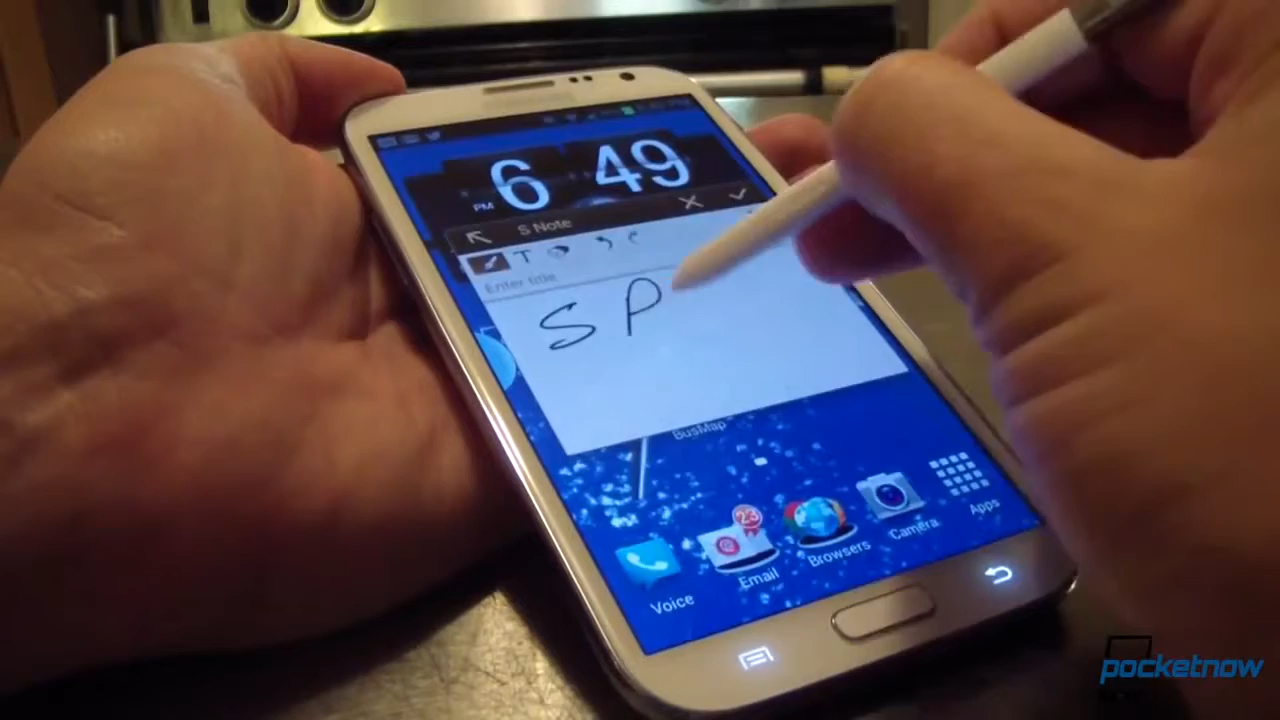 6 49
PM
S Note
T
Enter title
S P
BusMap
23
Voice
Email
Browsers
Camera
Apps
pocketnow